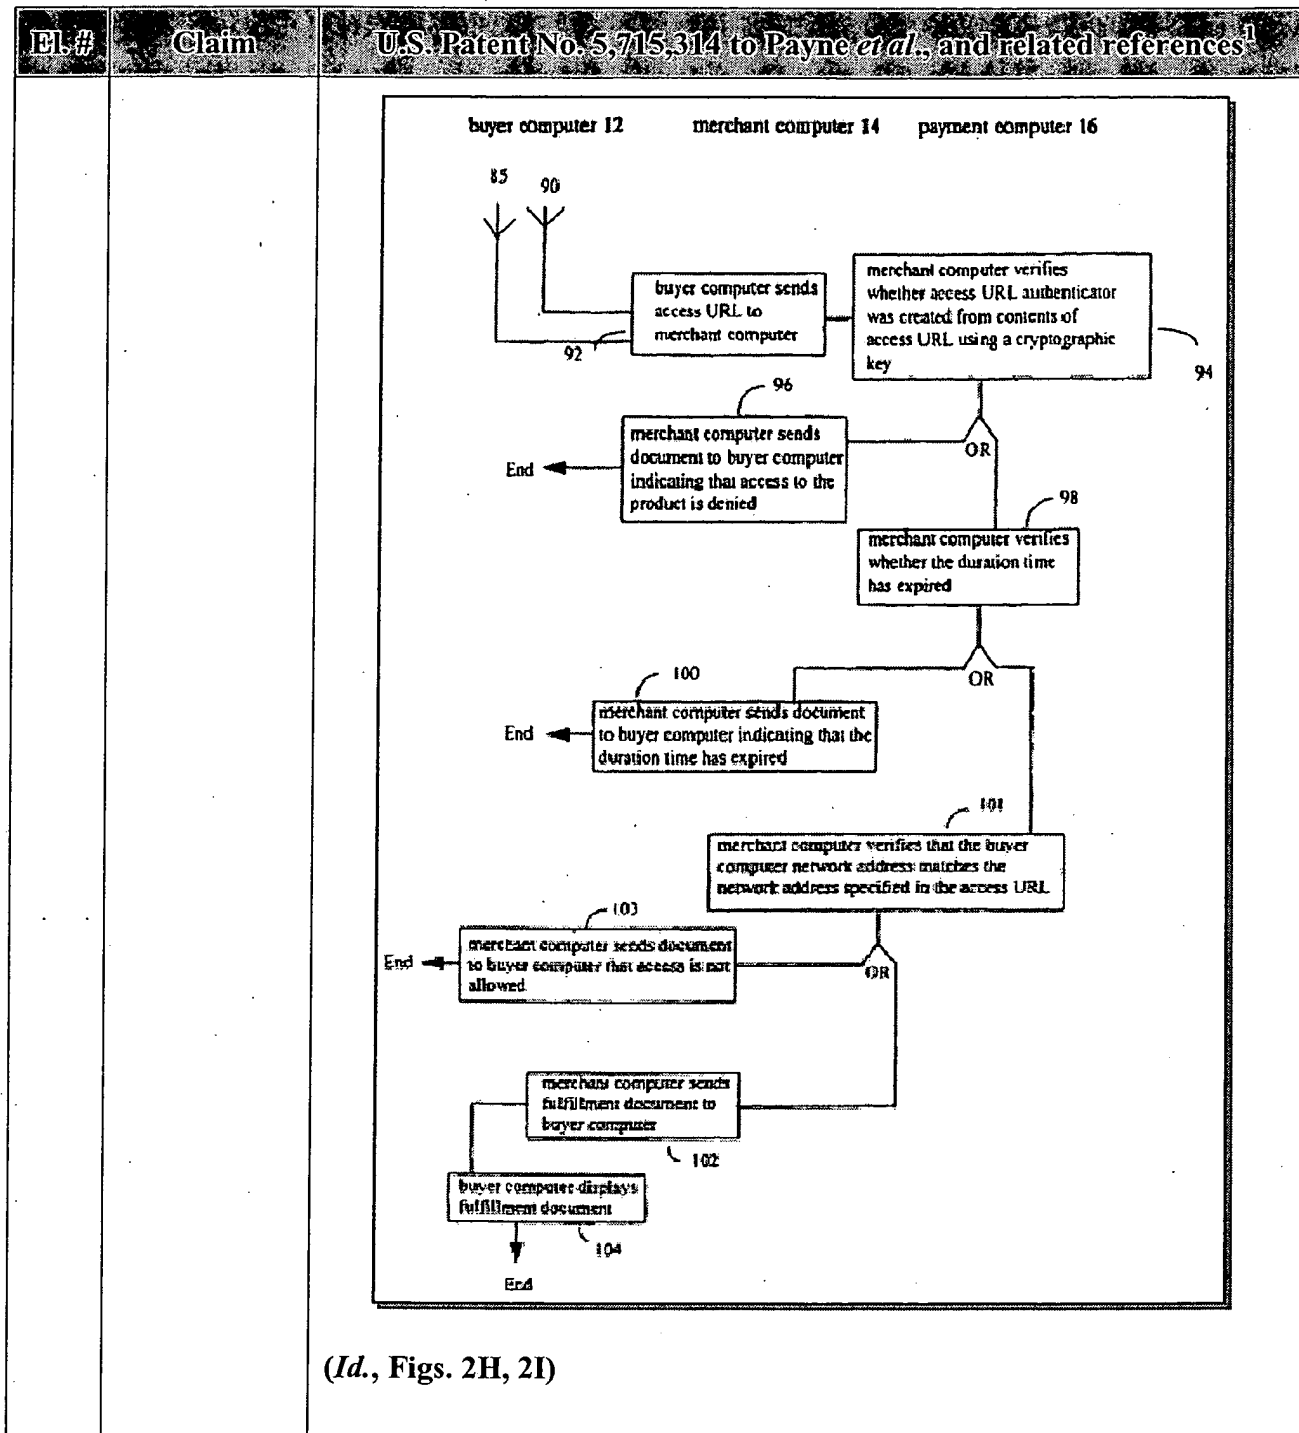 El. # Claim U.S. Patent No. 5,715,314 to Payne et al., and related references1
buyer computer 12 merchant computer 14 payment computer 16
85 90
buyer computer sends
access URL to
merchant computer
92
merchant computer verifies
whether access URL authenticator
was created from contents of
access URL using a cryptographic
key
94
96
merchant computer sends
document to buyer computer
indicating that access to the
product is denied
End
OR
98
merchant computer verifies
whether the duration time
has expired
OR
100
merchant computer sends document
to buyer computer indicating that the
duration time has expired
End
101
merchant computer verifies that the buyer
computer network address matches the
network address specified in the access URL
103
merchant computer sends document
to buyer computer that access is not
allowed.
End
OR
merchant computer sends
fulfillment document to
buyer computer
102
buyer computer displays
fulfillment document
104
End
(Id., Figs. 2H, 2I)